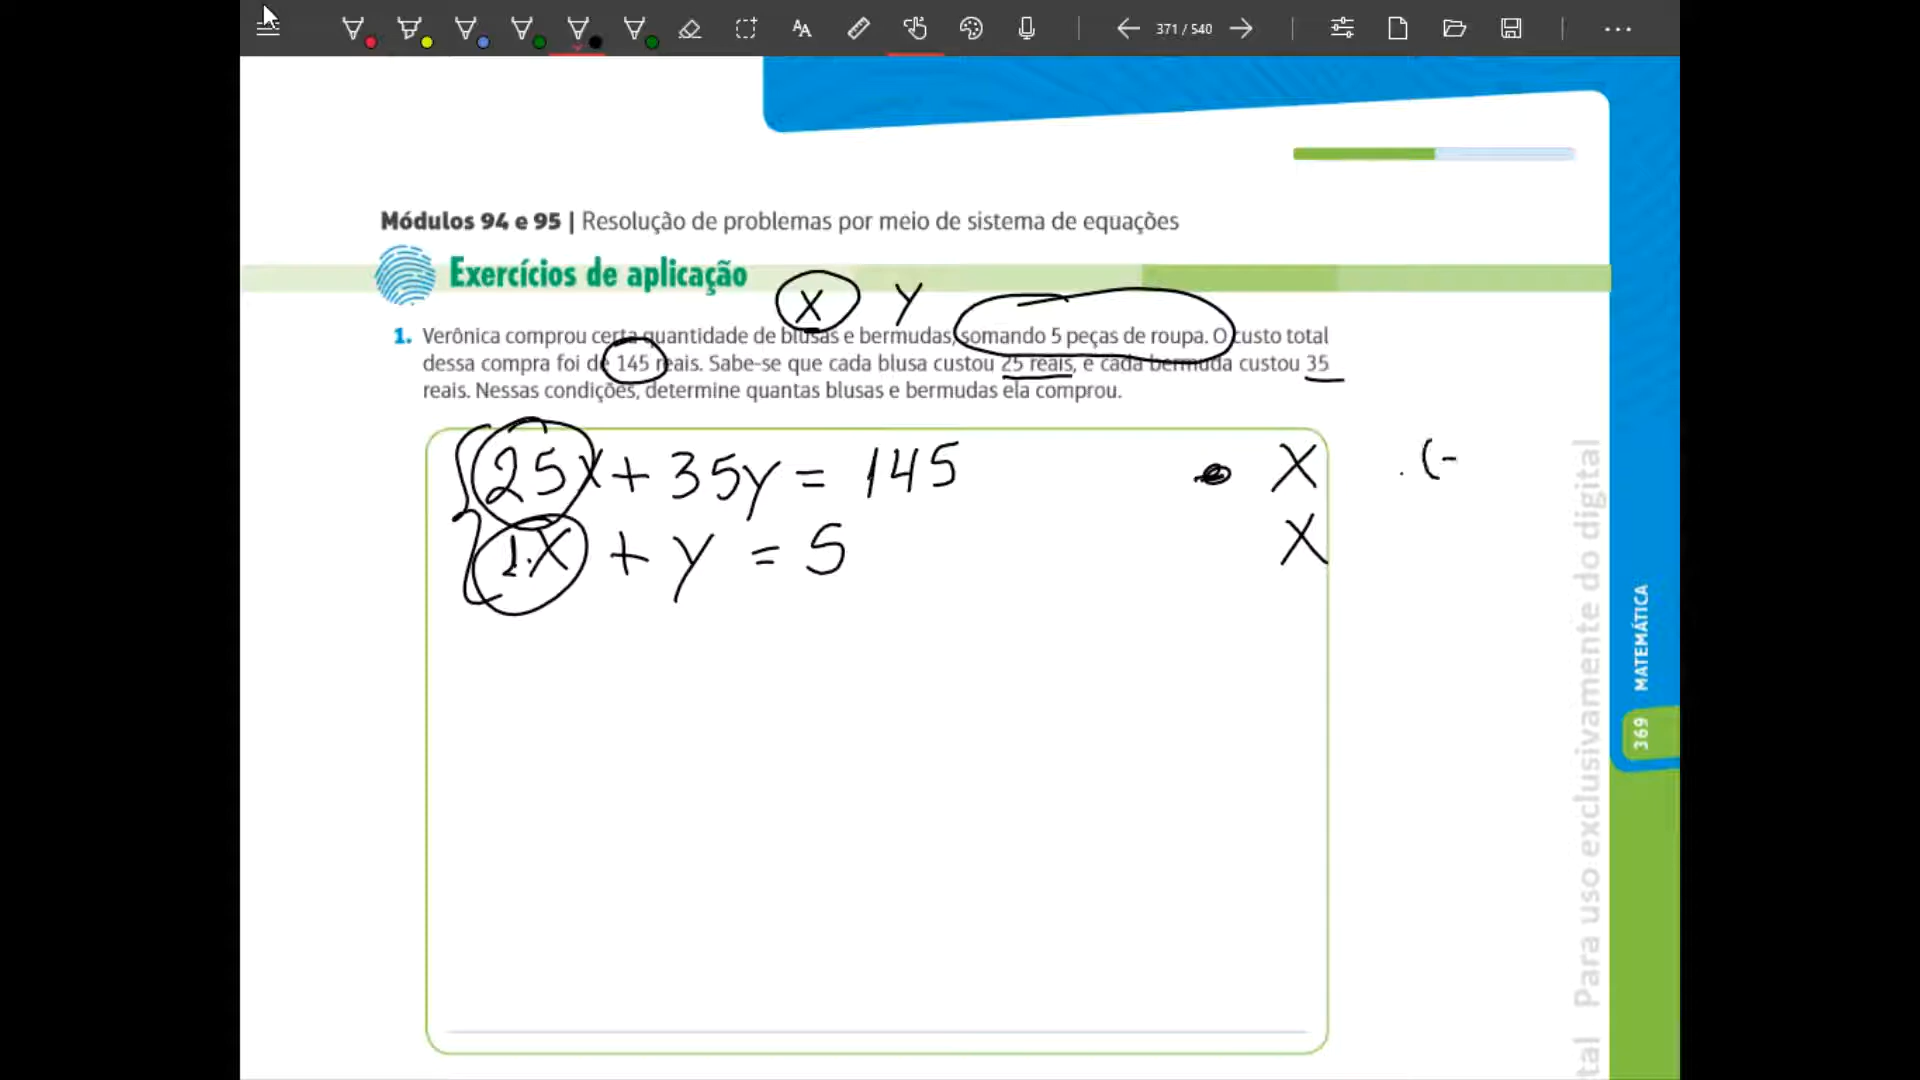 371 / 540
Módulos 94 e 95 | Resolução de problemas por meio de sistema de equações
Exercícios de aplicação
X y
1. Verônica comprou certa quantidade de blusas e bermudas, somando 5 peças de roupa. O custo total
dessa compra foi de 145 reais. Sabe-se que cada blusa custou 25 reais, e cada bermuda custou 35
reais. Nessas condições, determine quantas blusas e bermudas ela comprou.
25x + 35y = 145 X . (-
1.X + y = 5 X
369 MATEMÁTICA
tal Para uso exclusivamente do digital